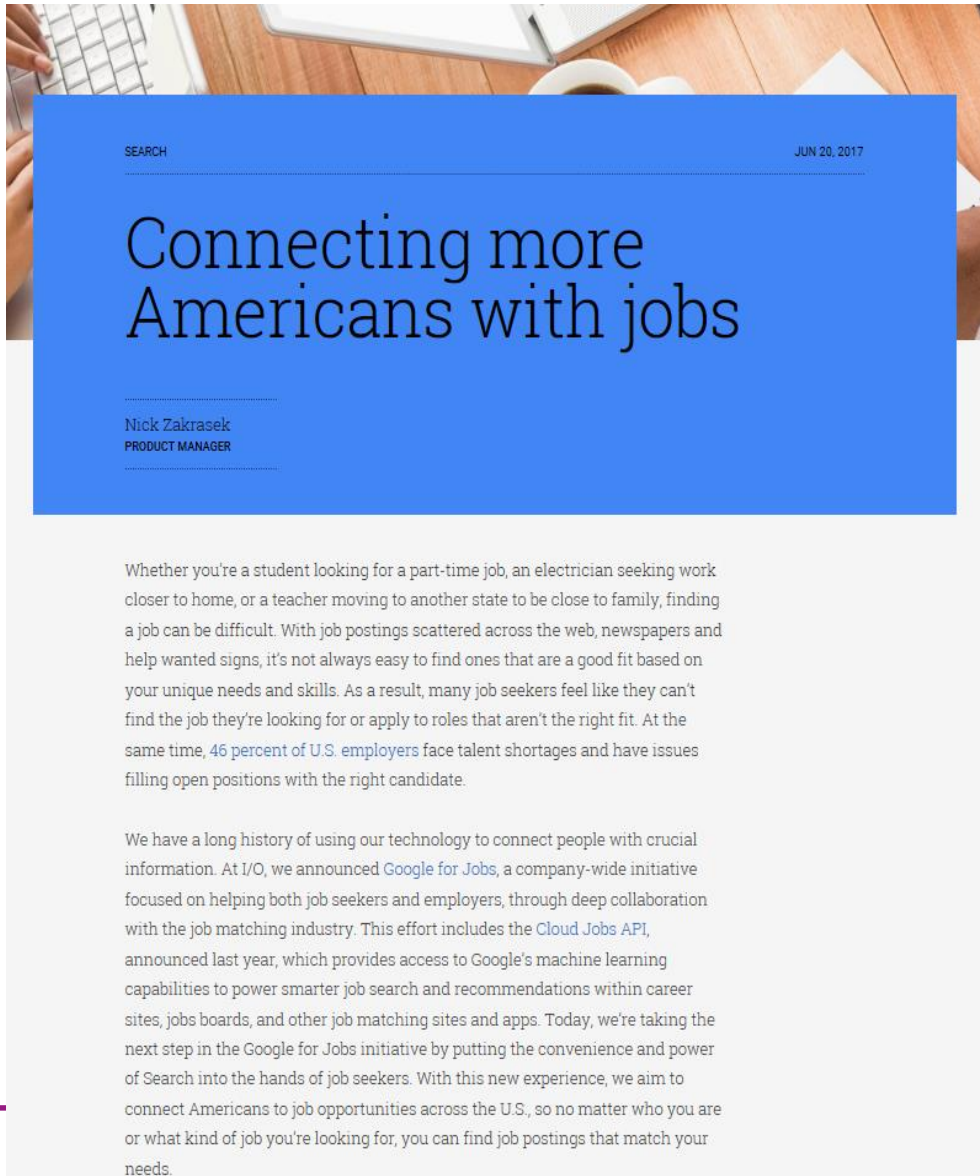 SEARCH
JUN 20, 2017
Connecting more
Americans with jobs
Nick Zakrasek
PRODUCT MANAGER
Whether you're a student looking for a part-time job, an electrician seeking work
closer to home, or a teacher moving to another state to be close to family, finding
a job can be difficult. With job postings scattered across the web, newspapers and
help wanted signs, it's not always easy to find ones that are a good fit based on
your unique needs and skills. As a result, many job seekers feel like they can't
find the job they're looking for or apply to roles that aren't the right fit. At the
same time, 46 percent of U.S. employers face talent shortages and have issues
filling open positions with the right candidate.
We have a long history of using our technology to connect people with crucial
information. At I/O, we announced Google for Jobs, a company-wide initiative
focused on helping both job seekers and employers, through deep collaboration
with the job matching industry. This effort includes the Cloud Jobs API,
announced last year, which provides access to Google's machine learning
capabilities to power smarter job search and recommendations within career
sites, jobs boards, and other job matching sites and apps. Today, we're taking the
next step in the Google for Jobs initiative by putting the convenience and power
of Search into the hands of job seekers. With this new experience, we aim to
connect Americans to job opportunities across the U.S., so no matter who you are
or what kind of job you're looking for, you can find job postings that match your
needs.